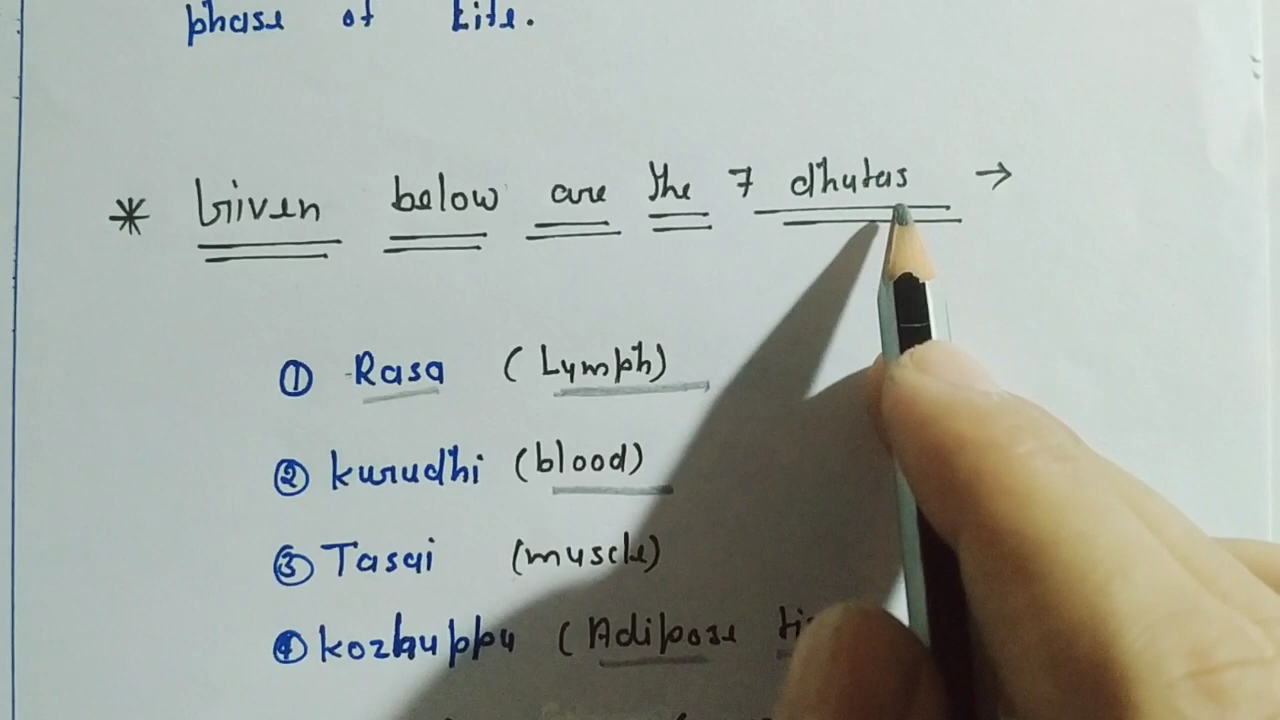 phase of life.
* Given below are the 7 dhutas →
① Rasa (Lymph)
② kurudhi (blood)
③ Tasai (muscle)
④ kozhuppu (Adipose